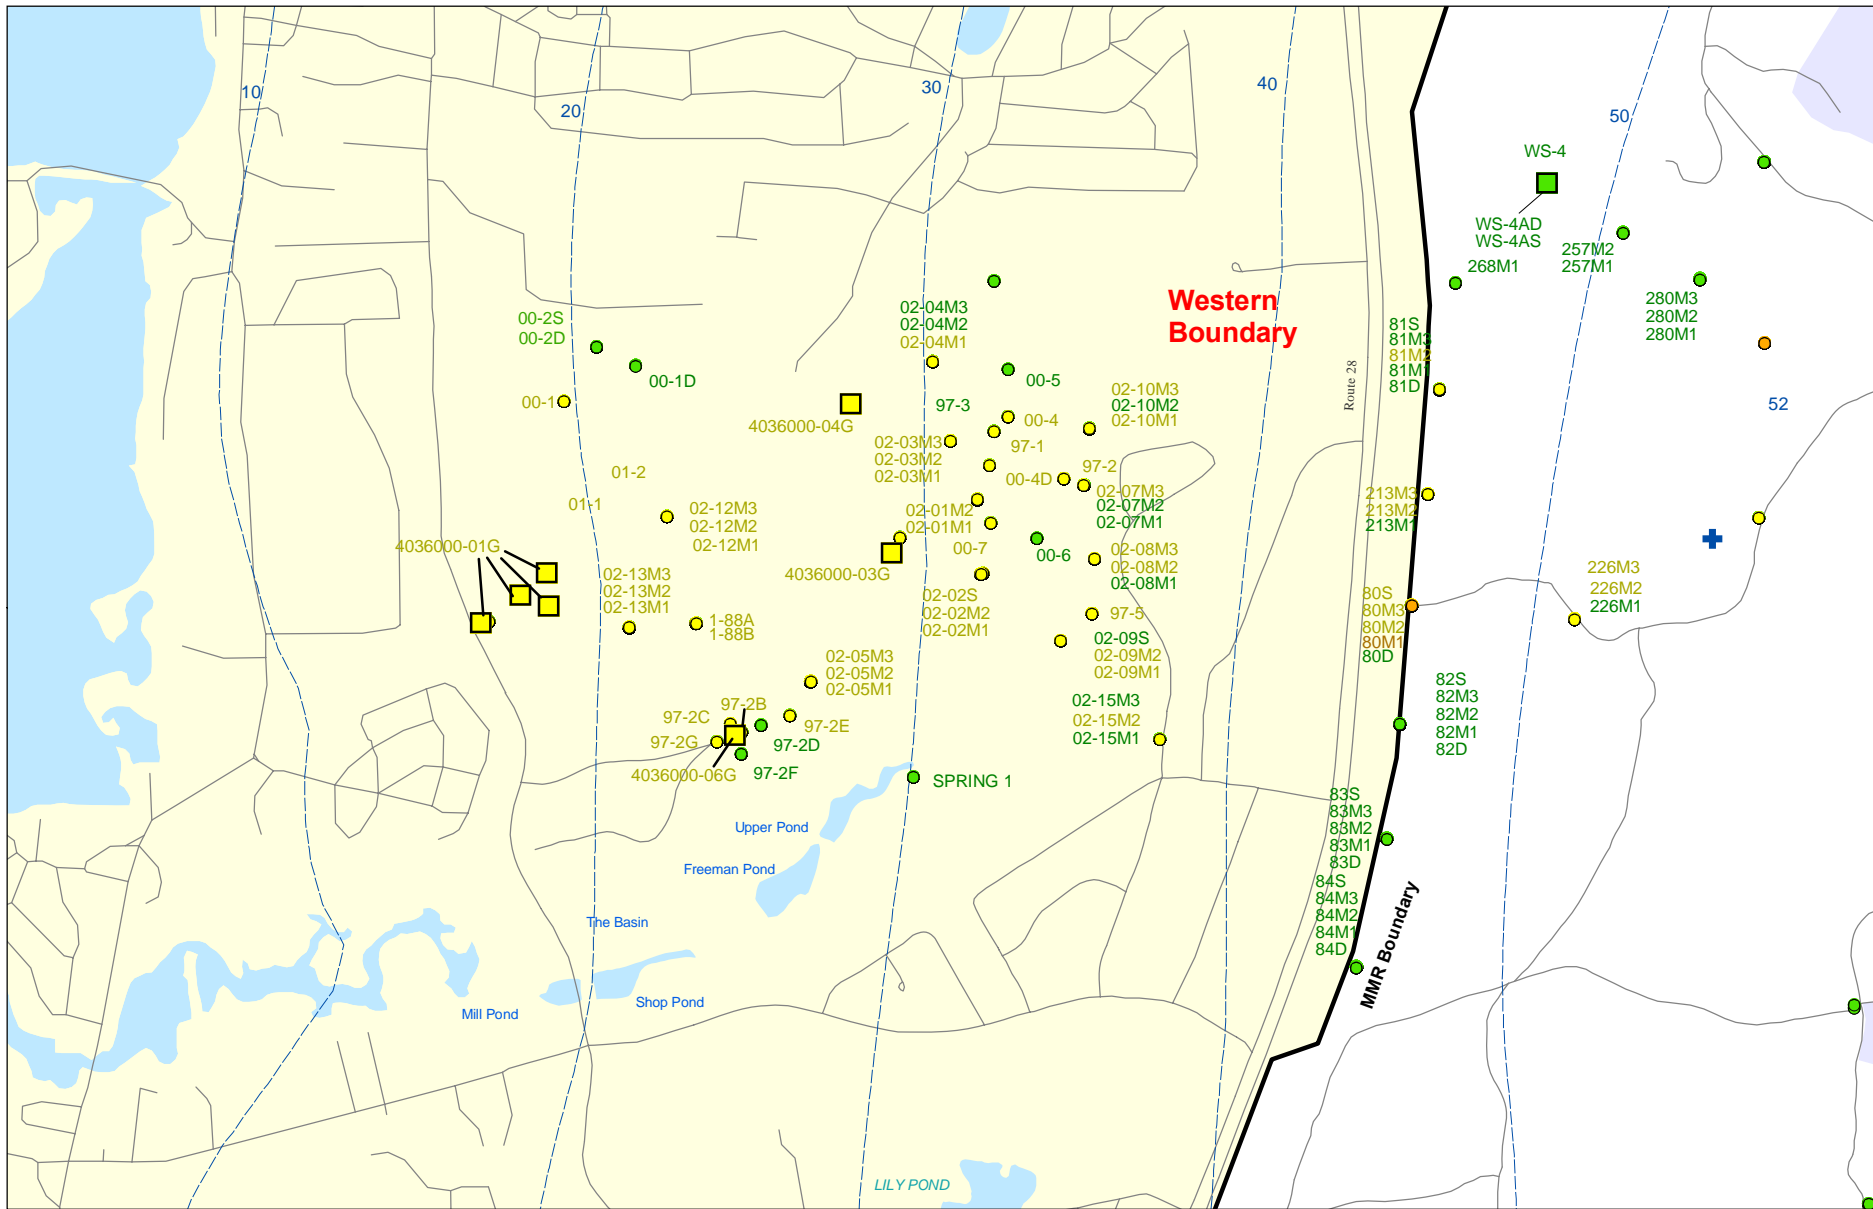 10
20
30
40
50
52
WS-4
WS-4AD
WS-4AS
257M2
257M1
268M1
280M3
280M2
280M1
Western
Boundary
00-2S
00-2D
00-1D
00-1
02-04M3
02-04M2
02-04M1
00-5
97-3
4036000-04G
02-10M3
02-10M2
02-10M1
00-4
97-1
02-03M3
02-03M2
02-03M1
00-4D
97-2
02-07M3
02-07M2
02-07M1
01-2
01-1
02-12M3
02-12M2
02-12M1
02-01M2
02-01M1
00-7
00-6
4036000-01G
4036000-03G
02-08M3
02-08M2
02-08M1
02-13M3
02-13M2
02-13M1
1-88A
1-88B
02-02S
02-02M2
02-02M1
97-5
02-09S
02-09M2
02-09M1
02-05M3
02-05M2
02-05M1
02-15M3
02-15M2
02-15M1
97-2B
97-2C
97-2E
97-2G
97-2D
4036000-06G
97-2F
SPRING 1
Route 28
81S
81M3
81M2
81M1
81D
213M3
213M2
213M1
226M3
226M2
226M1
80S
80M3
80M2
80M1
80D
82S
82M3
82M2
82M1
82D
83S
83M3
83M2
83M1
83D
84S
84M3
84M2
84M1
84D
MMR Boundary
Upper Pond
Freeman Pond
The Basin
Shop Pond
Mill Pond
LILY POND